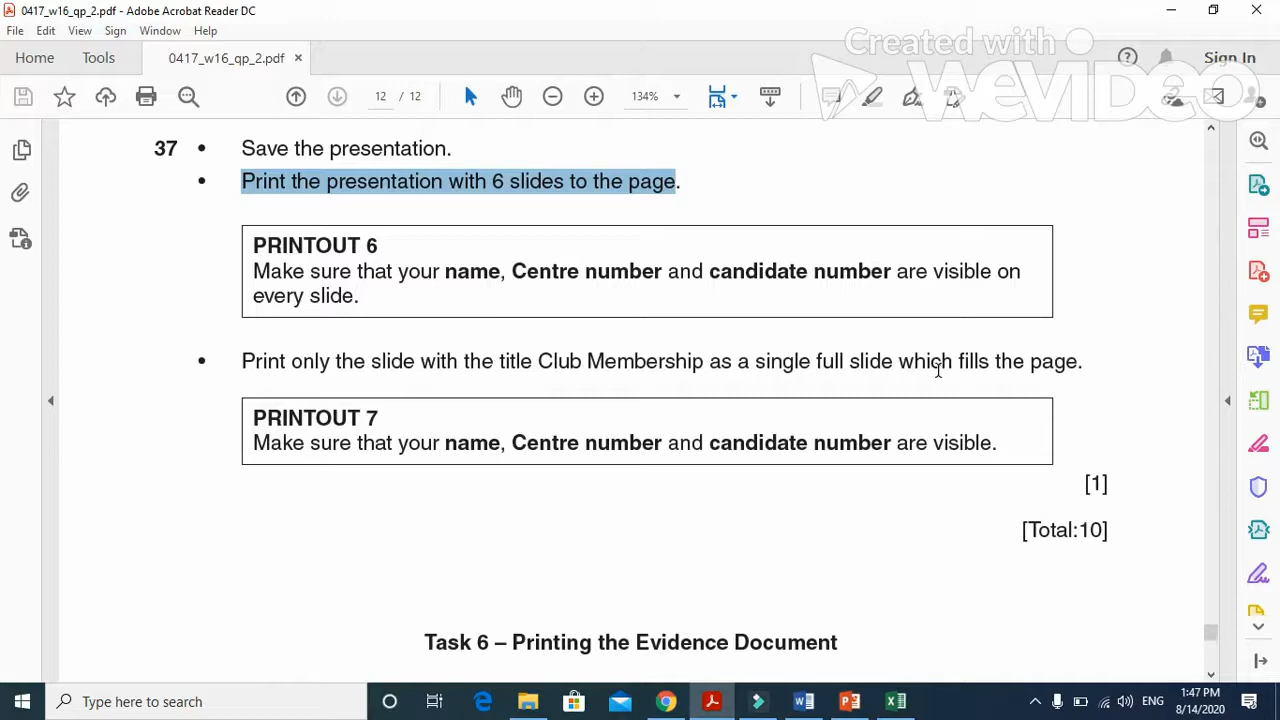 0417_w16_qp_2.pdf - Adobe Acrobat Reader DC
File Edit View Sign Window Help
Home Tools 0417_w16_qp_2.pdf × Sign In
12 / 12 134%
Created with
WeVideo
37 • Save the presentation.
• Print the presentation with 6 slides to the page.
PRINTOUT 6
Make sure that your name, Centre number and candidate number are visible on
every slide.
• Print only the slide with the title Club Membership as a single full slide which fills the page.
PRINTOUT 7
Make sure that your name, Centre number and candidate number are visible.
[1]
[Total:10]
Task 6 – Printing the Evidence Document
Type here to search
ENG
1:47 PM
8/14/2020